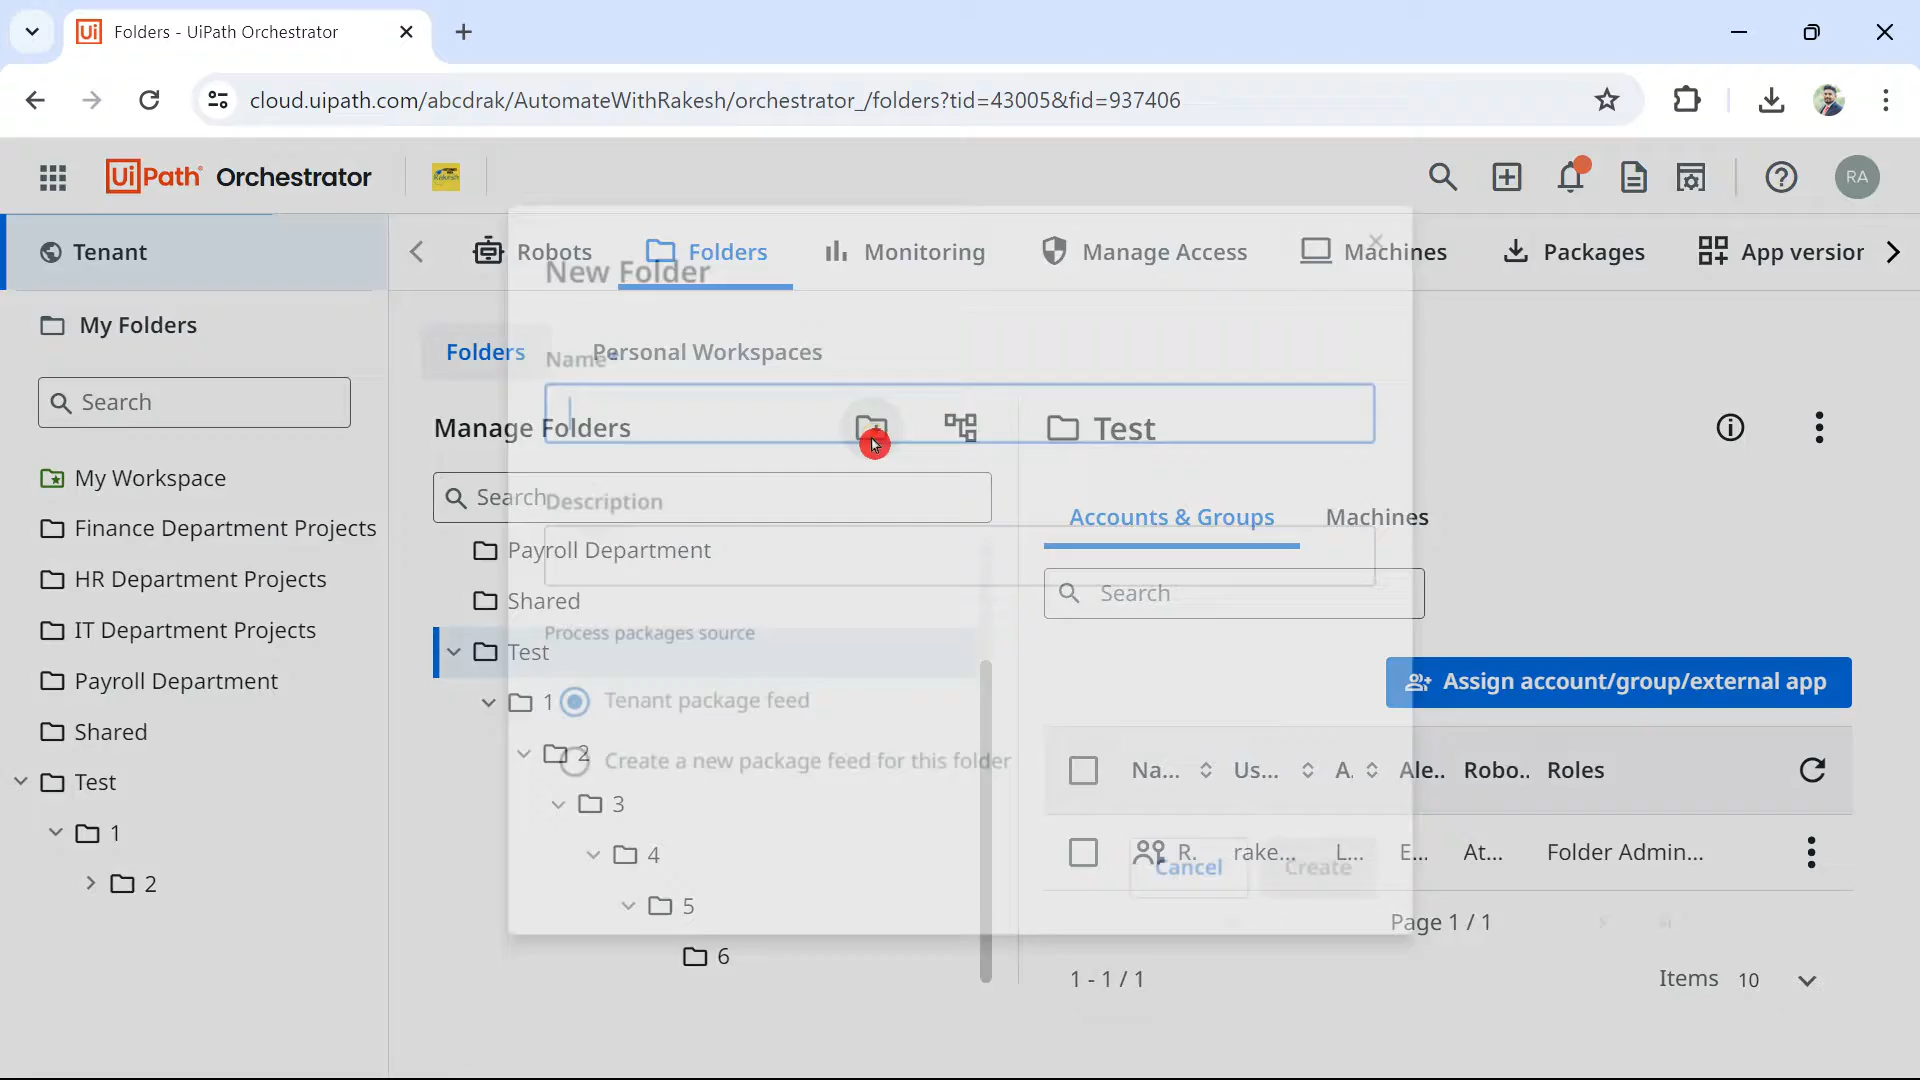 Folders - UiPath Orchestrator
cloud.uipath.com/abcdrak/AutomateWithRakesh/orchestrator_/folders?tid=43005&fid=937406
UiPath Orchestrator
RA
Tenant
Robots
Folders
Monitoring
Manage Access
Machines
Packages
App version
New Folder
My Folders
Folders
Personal Workspaces
Name
Search
Manage Folders
Test
My Workspace
Search
Description
Accounts & Groups
Machines
Finance Department Projects
Payroll Department
HR Department Projects
Shared
Search
IT Department Projects
Process packages source
Test
Payroll Department
Assign account/group/external app
1
Tenant package feed
Shared
2
Create a new package feed for this folder
Na... Us... A. Ale.. Robo.. Roles
Test
3
1
4
R. rake... L... E... At... Folder Admin...
Cancel
Create
2
5
Page 1 / 1
6
1 - 1 / 1
Items 10